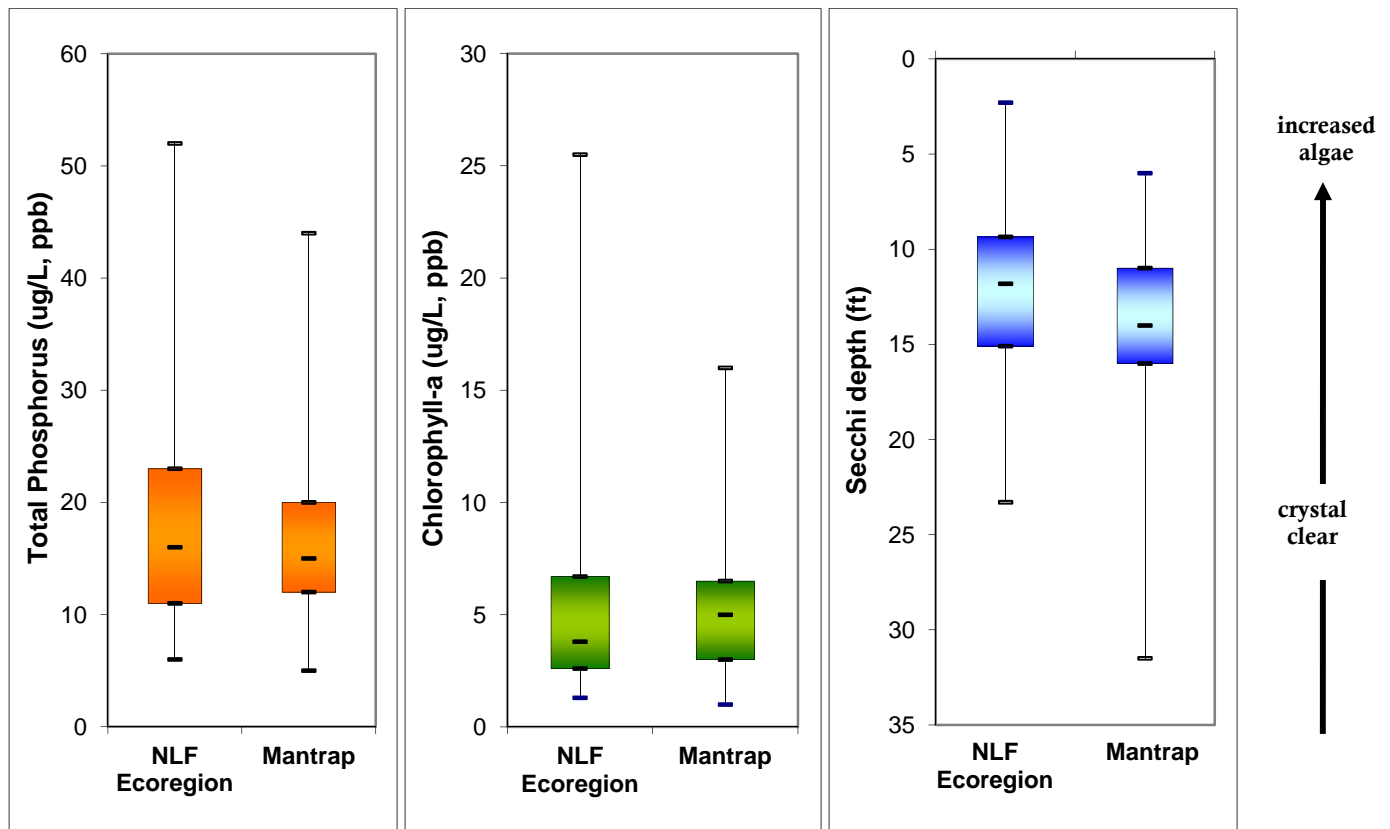 Total Phosphorus (ug/L, ppb)
60
50
40
30
20
10
0
NLF
Ecoregion
Mantrap
Chlorophyll-a (ug/L, ppb)
30
25
20
15
10
5
0
NLF
Ecoregion
Mantrap
Secchi depth (ft)
0
5
10
15
20
25
30
35
NLF
Ecoregion
Mantrap
increased
algae
crystal
clear